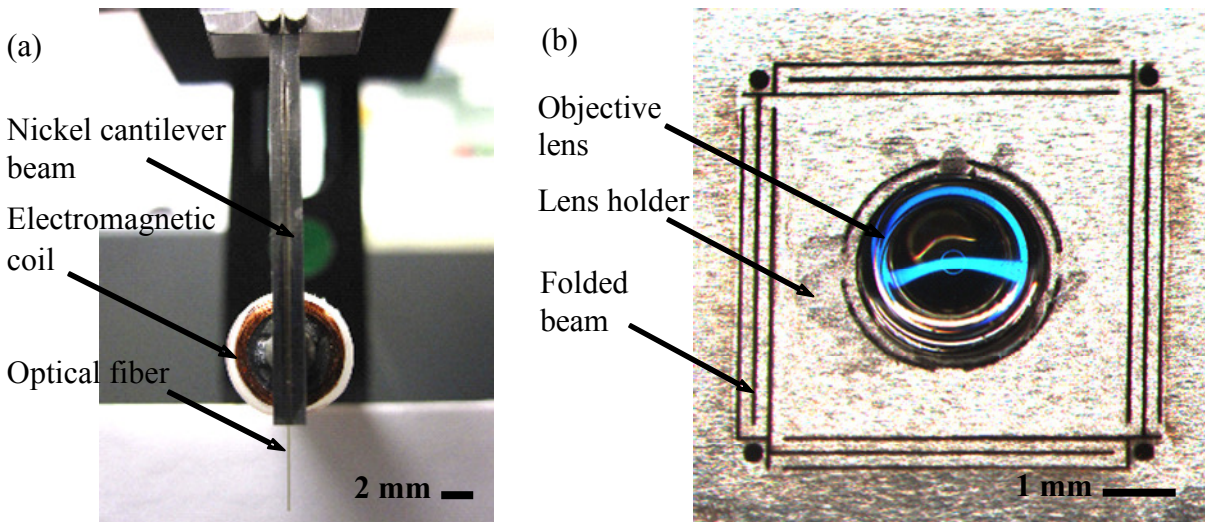 (a)
Nickel cantilever
beam
Electromagnetic
coil
Optical fiber
2 mm
(b)
Objective
lens
Lens holder
Folded
beam
1 mm